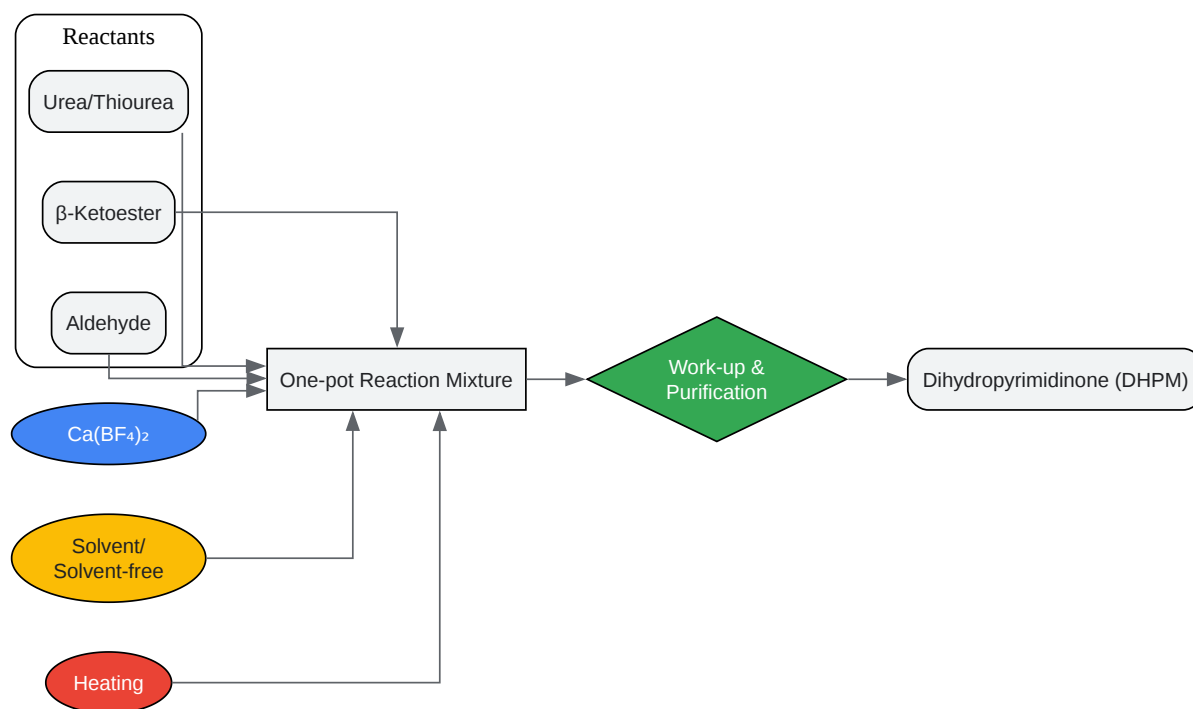 Reactants
Urea/Thiourea
β-Ketoester
Aldehyde
Ca(BF₄)₂
Solvent/
Solvent-free
Heating
One-pot Reaction Mixture
Work-up &
Purification
Dihydropyrimidinone (DHPM)